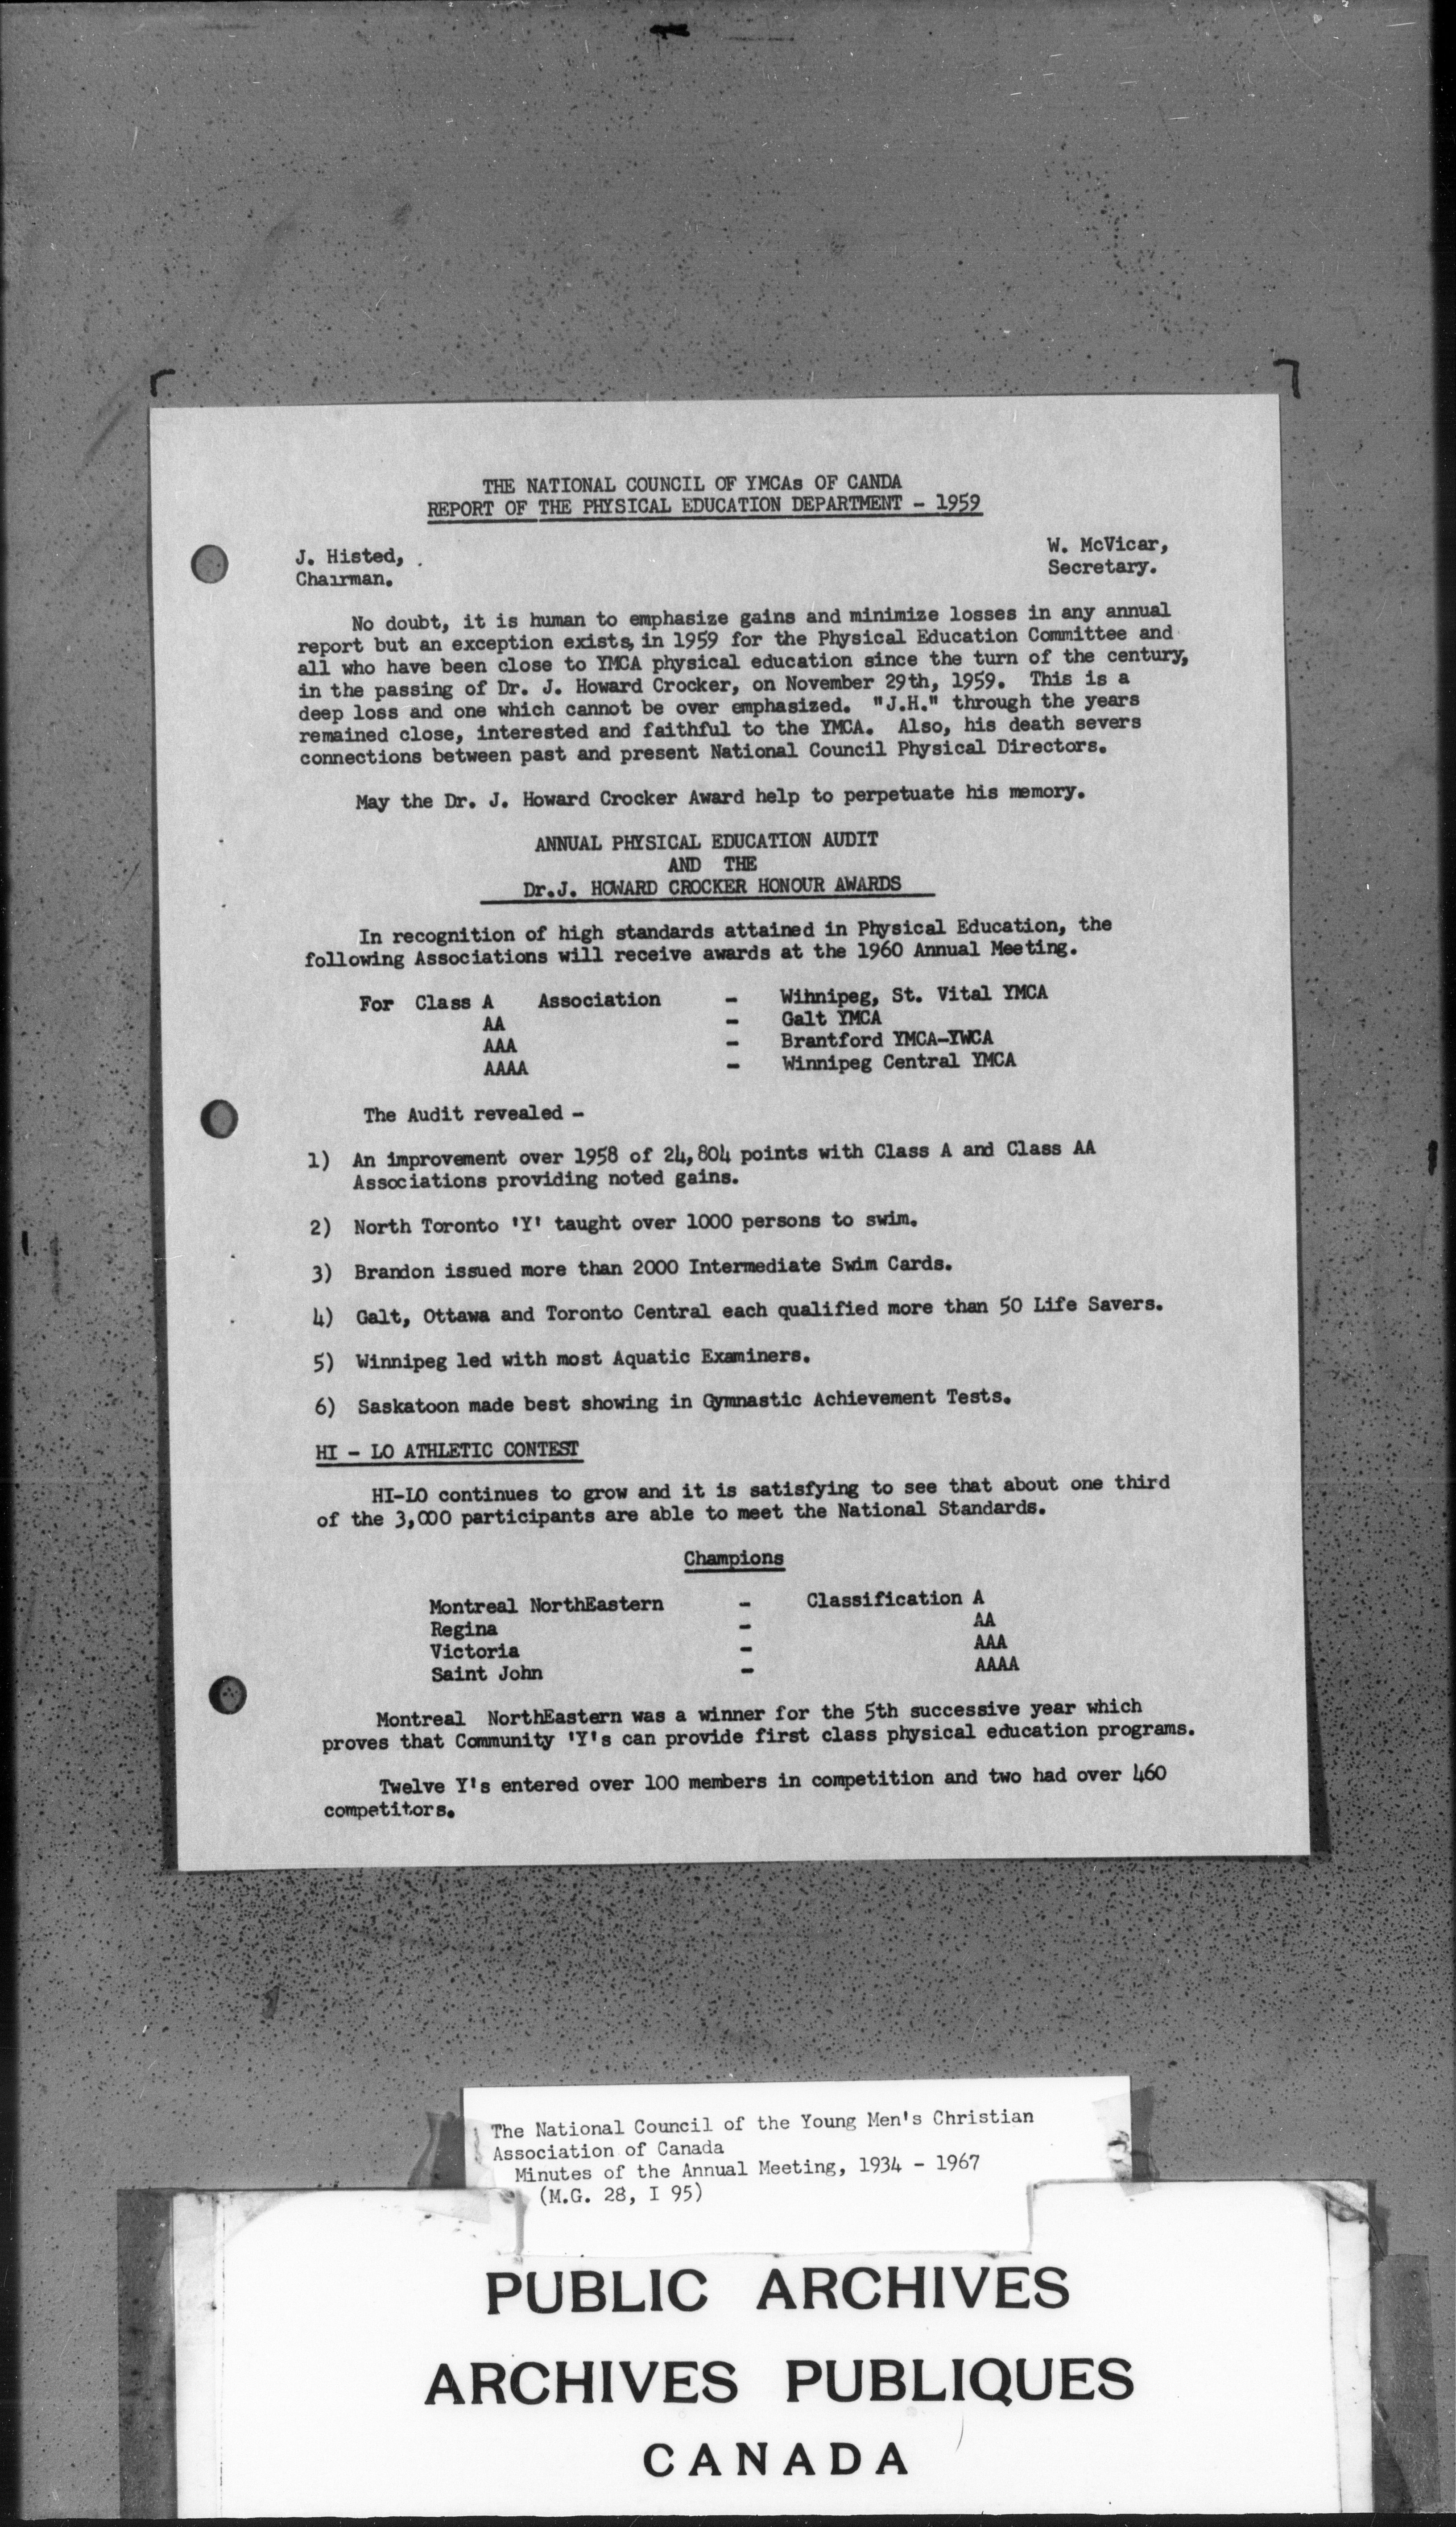 THE NATIONAL COUNCIL OF YMCAs OF CANDA
REPORT OF THE PHYSICAL EDUCATION DEPARTMENT - 1959
J. Histed,
Chairman.
W. McVicar,
Secretary.
No doubt, it is human to emphasize gains and minimize losses in any annual
report but an exception exists, in 1959 for the Physical Education Committee and
all who have been close to YMCA physical education since the turn of the century,
in the passing of Dr. J. Howard Crocker, on November 29th, 1959. This is a
deep loss and one which cannot be over emphasized. "J.H." through the years
remained close, interested and faithful to the YMCA. Also, his death severs
connections between past and present National Council Physical Directors.
May the Dr. J. Howard Crocker Award help to perpetuate his memory.
ANNUAL PHYSICAL EDUCATION AUDIT
AND THE
Dr.J. HOWARD CROCKER HONOUR AWARDS
In recognition of high standards attained in Physical Education, the
following Associations will receive awards at the 1960 Annual Meeting.
For Class A Association - Wihnipeg, St. Vital YMCA
AA - Galt YMCA
AAA - Brantford YMCA-YWCA
AAAA - Winnipeg Central YMCA
The Audit revealed -
1) An improvement over 1958 of 24,804 points with Class A and Class AA
Associations providing noted gains.
2) North Toronto 'Y' taught over 1000 persons to swim.
3) Brandon issued more than 2000 Intermediate Swim Cards.
4) Galt, Ottawa and Toronto Central each qualified more than 50 Life Savers.
5) Winnipeg led with most Aquatic Examiners.
6) Saskatoon made best showing in Gymnastic Achievement Tests.
HI - LO ATHLETIC CONTEST
HI-LO continues to grow and it is satisfying to see that about one third
of the 3,000 participants are able to meet the National Standards.
Champions
Montreal NorthEastern - Classification A
Regina - AA
Victoria - AAA
Saint John - AAAA
Montreal NorthEastern was a winner for the 5th successive year which
proves that Community 'Y's can provide first class physical education programs.
Twelve Y's entered over 100 members in competition and two had over 460
competitors.
The National Council of the Young Men's Christian
Association of Canada
Minutes of the Annual Meeting, 1934 - 1967
(M.G. 28, I 95)
PUBLIC ARCHIVES
ARCHIVES PUBLIQUES
CANADA